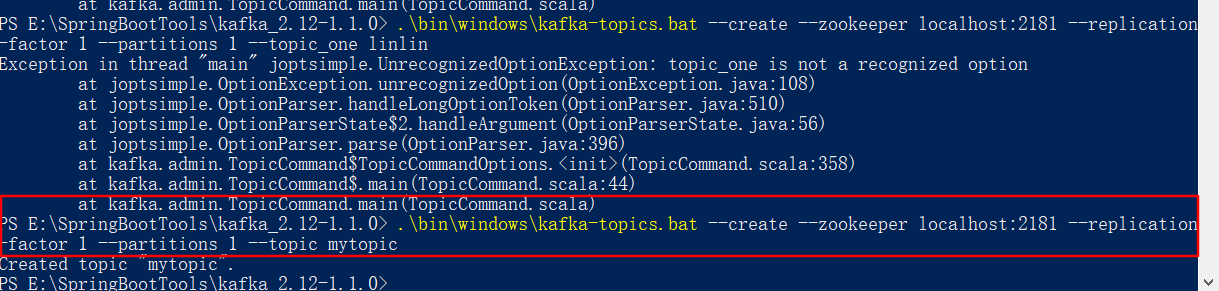 at kafka.admin.TopicCommand.main(TopicCommand.scala)
PS E:\SpringBootTools\kafka_2.12-1.1.0> .\bin\windows\kafka-topics.bat --create --zookeeper localhost:2181 --replication
-factor 1 --partitions 1 --topic_one linlin
Exception in thread "main" joptsimple.UnrecognizedOptionException: topic_one is not a recognized option
at joptsimple.OptionException.unrecognizedOption(OptionException.java:108)
at joptsimple.OptionParser.handleLongOptionToken(OptionParser.java:510)
at joptsimple.OptionParserState$2.handleArgument(OptionParserState.java:56)
at joptsimple.OptionParser.parse(OptionParser.java:396)
at kafka.admin.TopicCommand$TopicCommandOptions.<init>(TopicCommand.scala:358)
at kafka.admin.TopicCommand$.main(TopicCommand.scala:44)
at kafka.admin.TopicCommand.main(TopicCommand.scala)
PS E:\SpringBootTools\kafka_2.12-1.1.0> .\bin\windows\kafka-topics.bat --create --zookeeper localhost:2181 --replication
-factor 1 --partitions 1 --topic mytopic
Created topic "mytopic".
PS E:\SpringBootTools\kafka_2.12-1.1.0>